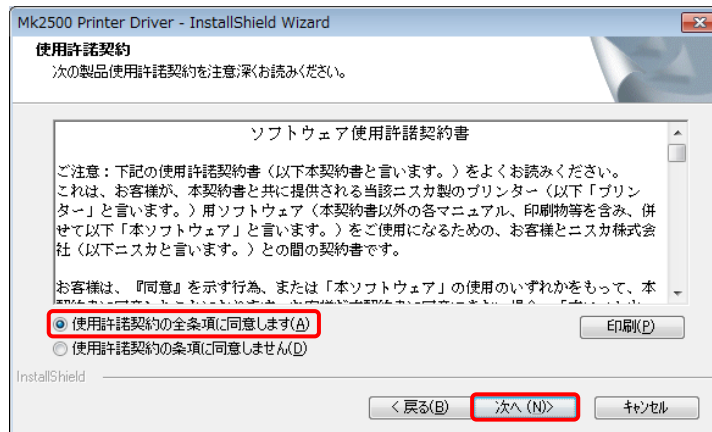 Mk2500 Printer Driver - InstallShield Wizard
使用許諾契約
次の製品使用許諾契約を注意深くお読みください。
ソフトウェア使用許諾契約書
ご注意：下記の使用許諾契約書（以下本契約書と言います。）をよくお読みください。
これは、お客様が、本契約書と共に提供される当該ニスカ製のプリンター（以下「プリン
ター」と言います。）用ソフトウェア（本契約書以外の各マニュアル、印刷物等を含み、併
せて以下「本ソフトウェア」と言います。）をご使用になるための、お客様とニスカ株式会
社（以下ニスカと言います。）との間の契約書です。
お客様は、『同意』を示す行為、または「本ソフトウェア」の使用のいずれかをもって、本
使用許諾契約の全条項に同意します(A)
印刷(P)
使用許諾契約の条項に同意しません(D)
InstallShield
< 戻る(B)
次へ (N)>
キャンセル